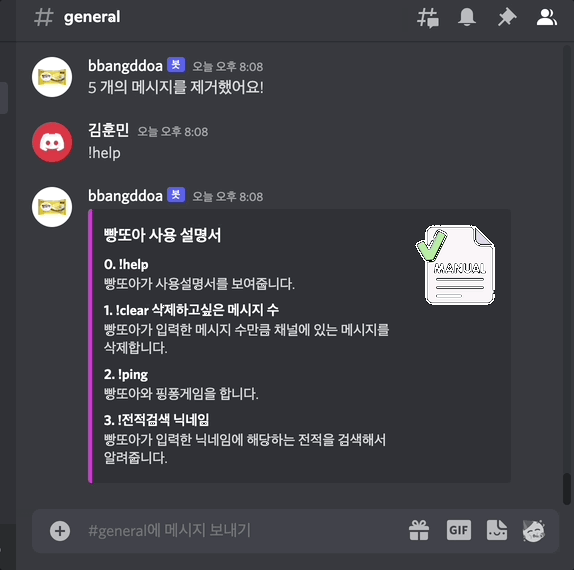 # general
bbangddoa 봇 오늘 오후 8:08
5 개의 메시지를 제거했어요!
김훈민 오늘 오후 8:08
!help
bbangddoa 봇 오늘 오후 8:08
빵또아 사용 설명서
MANUAL
0. !help
빵또아가 사용설명서를 보여줍니다.
1. !clear 삭제하고싶은 메시지 수
빵또아가 입력한 메시지 수만큼 채널에 있는 메시지를
삭제합니다.
2. !ping
빵또아와 핑퐁게임을 합니다.
3. !전적검색 닉네임
빵또아가 입력한 닉네임에 해당하는 전적을 검색해서
알려줍니다.
#general에 메시지 보내기
GIF